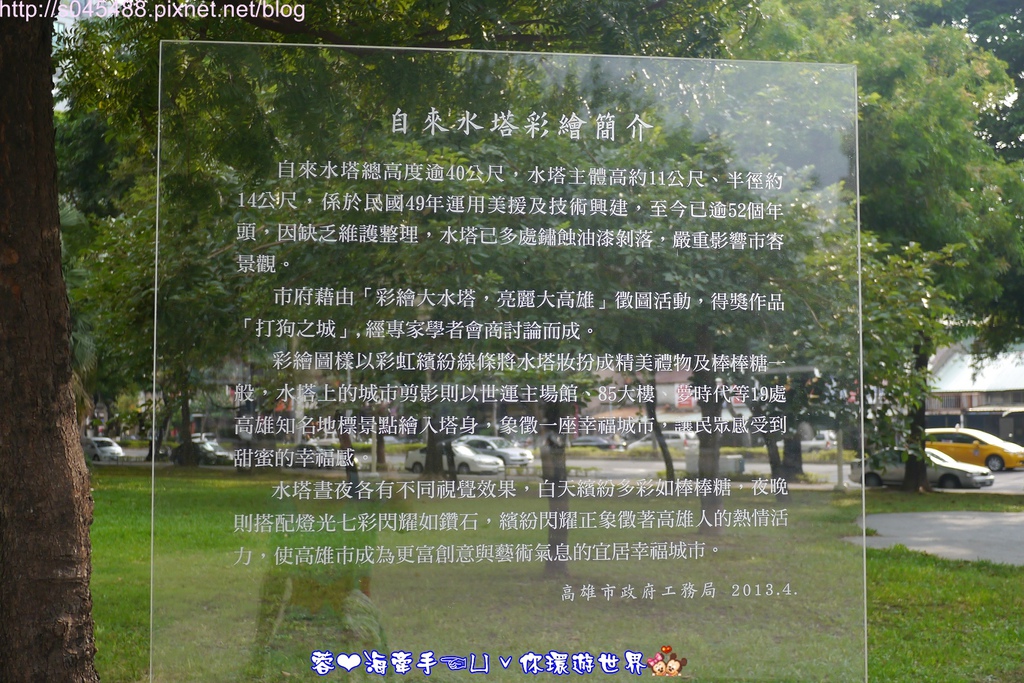 http://s045488.pixnet.net/blog
自來水塔彩繪簡介
自來水塔總高度逾40公尺，水塔主體高約11公尺、半徑約
14公尺，係於民國49年運用美援及技術興建，至今已逾52個年
頭，因缺乏維護整理，水塔已多處鏽蝕油漆剝落，嚴重影響市容
景觀。
市府藉由「彩繪大水塔，亮麗大高雄」徵圖活動，得獎作品
「打狗之城」,經專家學者會商討論而成。
彩繪圖樣以彩虹繽紛線條將水塔妝扮成精美禮物及棒棒糖一
般，水塔上的城市剪影則以世運主場館、85大樓、夢時代等19處
高雄知名地標景點繪入塔身，象徵一座幸福城市，讓民眾感受到
甜蜜的幸福感。
水塔晝夜各有不同視覺效果，白天繽紛多彩如棒棒糖，夜晚
則搭配燈光七彩閃耀如鑽石，繽紛閃耀正象徵著高雄人的熱情活
力，使高雄市成為更富創意與藝術氣息的宜居幸福城市。
高雄市政府工務局 2013.4.
蓉❤海牽手☜凵ˇ休環遊世界